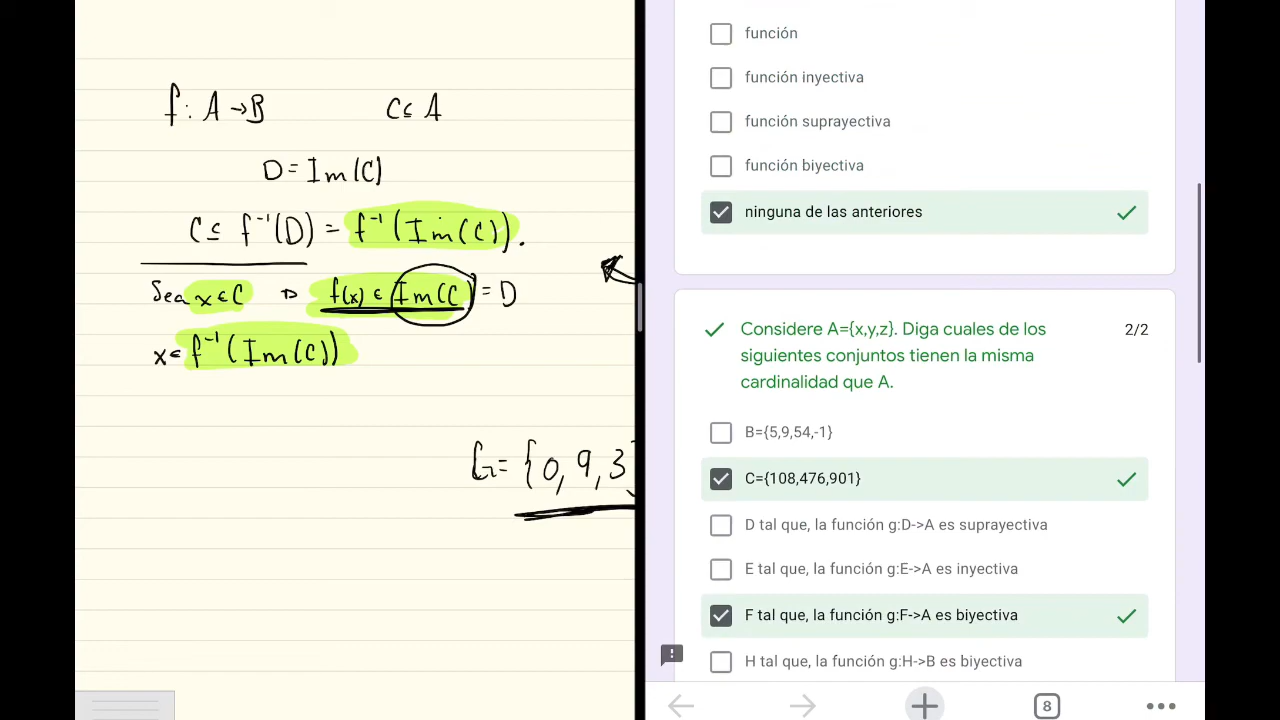 f: A → B C ⊆ A
D = Im(C)
C ⊆ f⁻¹(D) = f⁻¹(Im(C)).
Sea x ∈ C ⇒ f(x) ∈ Im(C) = D
x ∈ f⁻¹(Im(C))
G = {0, 9, 3
función
función inyectiva
función suprayectiva
función biyectiva
ninguna de las anteriores
Considere A={x,y,z}. Diga cuales de los 2/2
siguientes conjuntos tienen la misma
cardinalidad que A.
B={5,9,54,-1}
C={108,476,901}
D tal que, la función g:D->A es suprayectiva
E tal que, la función g:E->A es inyectiva
F tal que, la función g:F->A es biyectiva
H tal que, la función g:H->B es biyectiva
8